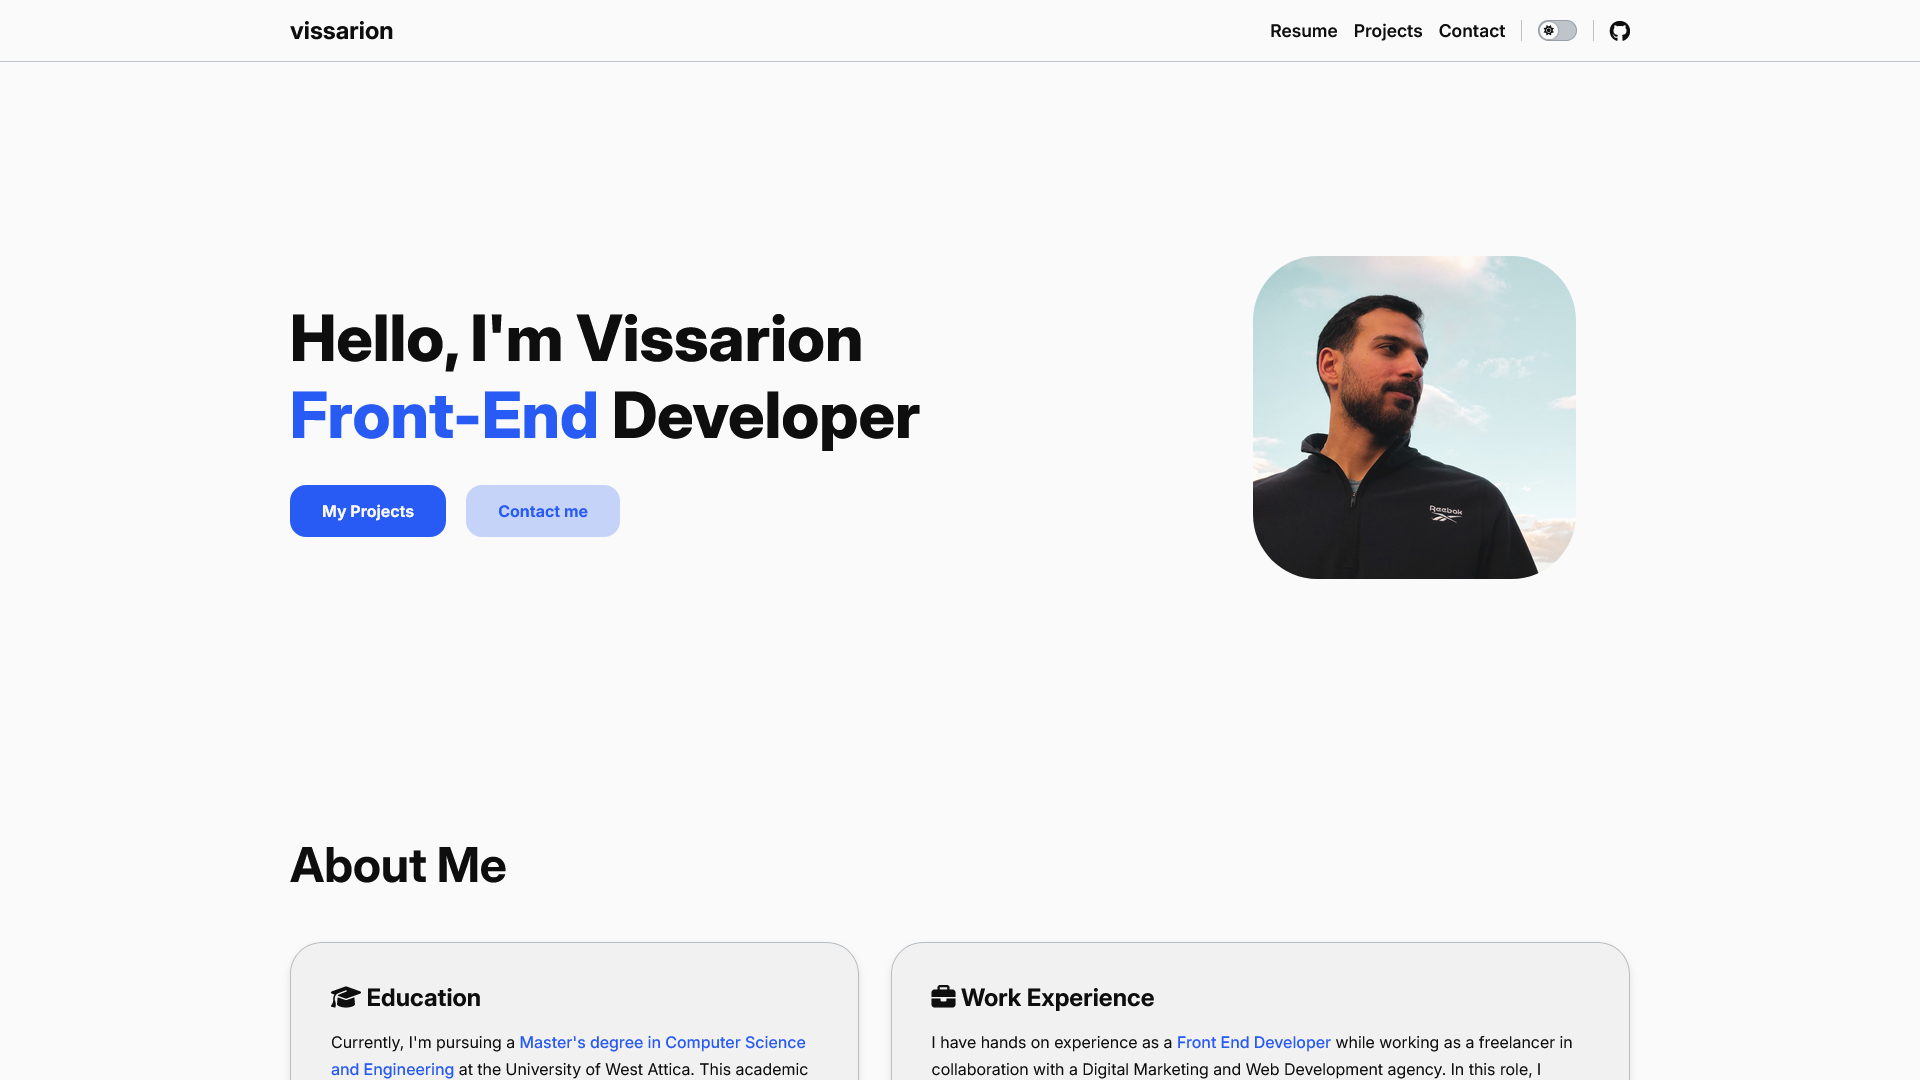 vissarion
Resume Projects Contact
Hello, I'm Vissarion
Front-End Developer
My Projects Contact me
Reebok
About Me
Education
Currently, I'm pursuing a Master's degree in Computer Science
and Engineering at the University of West Attica. This academic
Work Experience
I have hands on experience as a Front End Developer while working as a freelancer in
collaboration with a Digital Marketing and Web Development agency. In this role, I